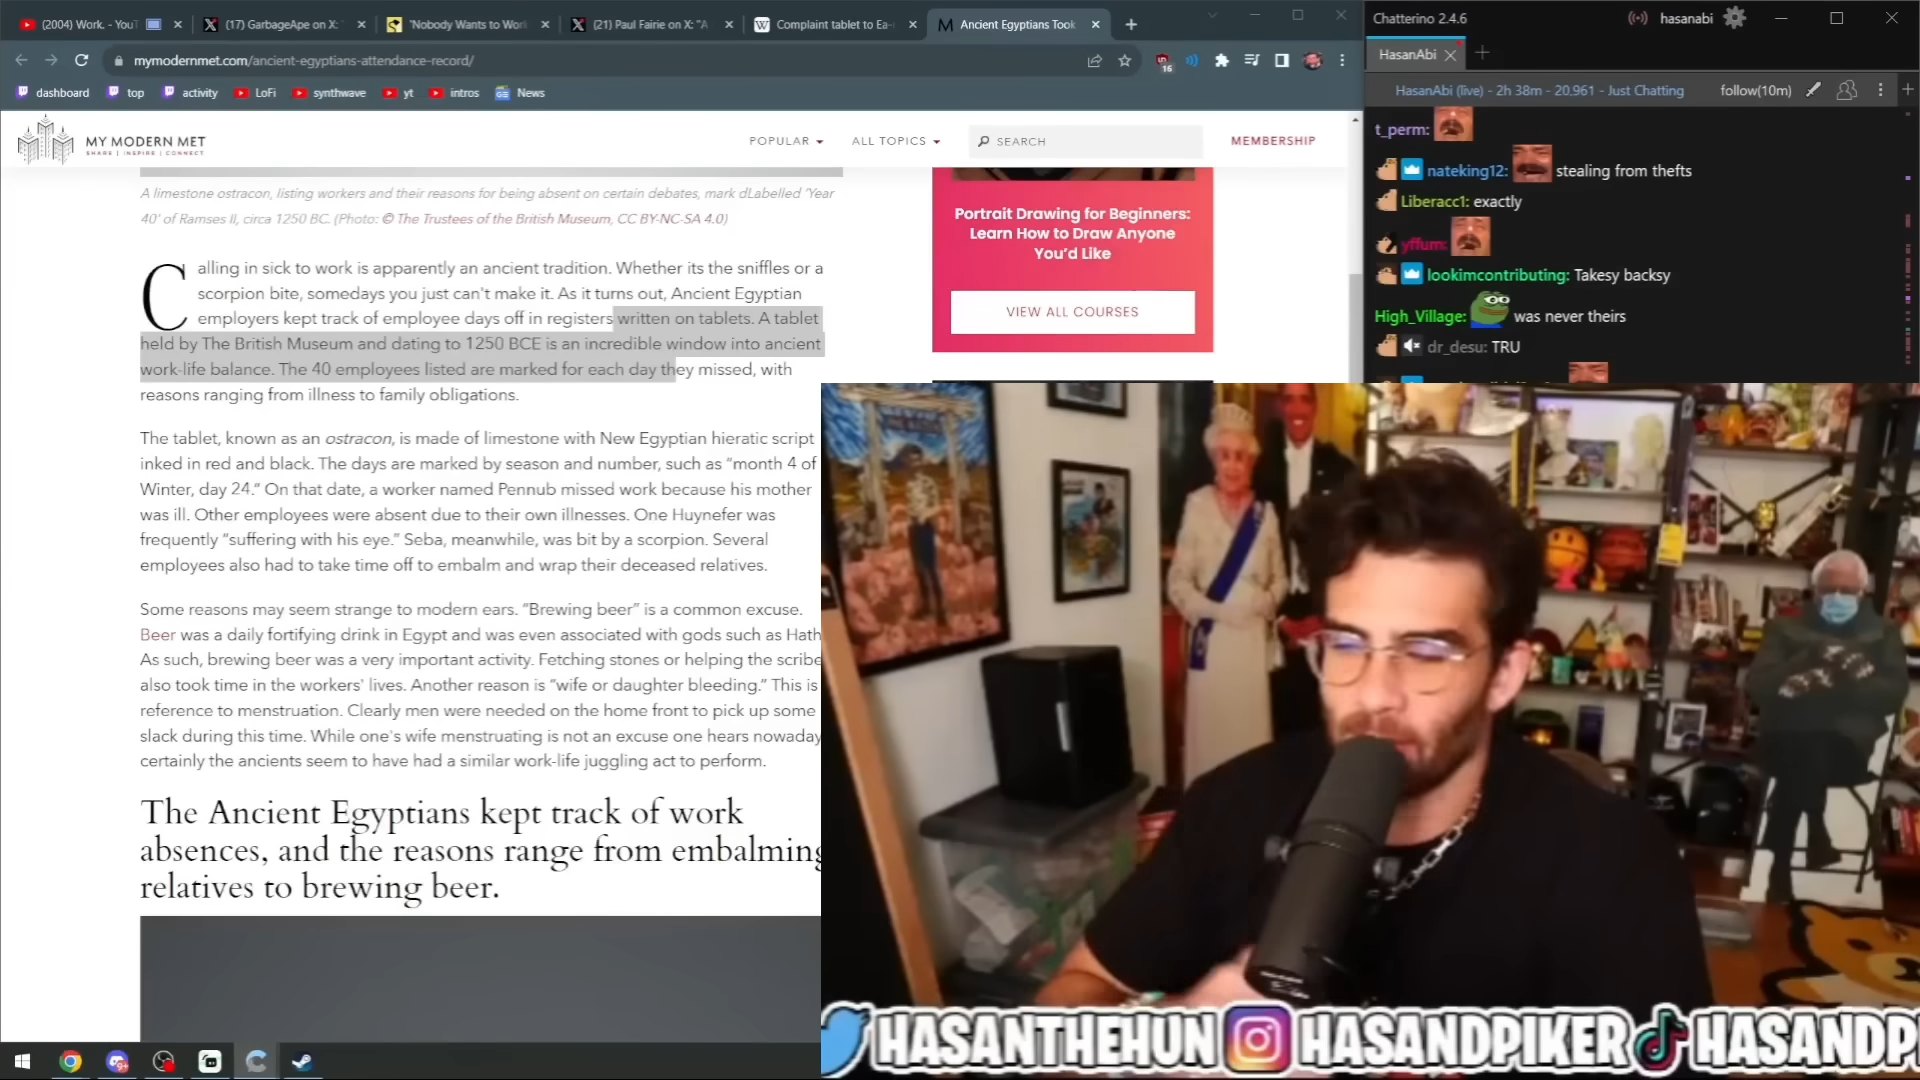 (2004) Work. - YouT
(17) GarbageApe on X:
"Nobody Wants to Wor
(21) Paul Fairie on X: "A
Complaint tablet to Ea-
Ancient Egyptians Took
mymodernmet.com/ancient-egyptians-attendance-record/
16
dashboard
top
activity
LoFi
synthwave
yt
intros
News
MY MODERN MET
SHARE | INSPIRE | CONNECT
POPULAR
ALL TOPICS
SEARCH
MEMBERSHIP
A limestone ostracon, listing workers and their reasons for being absent on certain debates, mark dLabelled 'Year
40' of Ramses II, circa 1250 BC. (Photo: © The Trustees of the British Museum, CC BY-NC-SA 4.0)
Calling in sick to work is apparently an ancient tradition. Whether its the sniffles or a
scorpion bite, somedays you just can't make it. As it turns out, Ancient Egyptian
employers kept track of employee days off in registers written on tablets. A tablet
held by The British Museum and dating to 1250 BCE is an incredible window into ancient
work-life balance. The 40 employees listed are marked for each day they missed, with
reasons ranging from illness to family obligations.
The tablet, known as an ostracon, is made of limestone with New Egyptian hieratic script
inked in red and black. The days are marked by season and number, such as "month 4 of
Winter, day 24." On that date, a worker named Pennub missed work because his mother
was ill. Other employees were absent due to their own illnesses. One Huynefer was
frequently "suffering with his eye." Seba, meanwhile, was bit by a scorpion. Several
employees also had to take time off to embalm and wrap their deceased relatives.
Some reasons may seem strange to modern ears. "Brewing beer" is a common excuse.
Beer was a daily fortifying drink in Egypt and was even associated with gods such as Hath
As such, brewing beer was a very important activity. Fetching stones or helping the scribe
also took time in the workers' lives. Another reason is "wife or daughter bleeding." This is
reference to menstruation. Clearly men were needed on the home front to pick up some
slack during this time. While one's wife menstruating is not an excuse one hears nowaday
certainly the ancients seem to have had a similar work-life juggling act to perform.
The Ancient Egyptians kept track of work
absences, and the reasons range from embalming
relatives to brewing beer.
Portrait Drawing for Beginners:
Learn How to Draw Anyone
You'd Like
VIEW ALL COURSES
Chatterino 2.4.6
hasanabi
HasanAbi
HasanAbi (live) - 2h 38m - 20.961 - Just Chatting
follow(10m)
t_perm:
nateking12: stealing from thefts
Liberacc1: exactly
yffum:
lookimcontributing: Takesy backsy
High_Village: was never theirs
dr_desu: TRU
HASANTHEHUN
HASANDPIKER
HASANDP